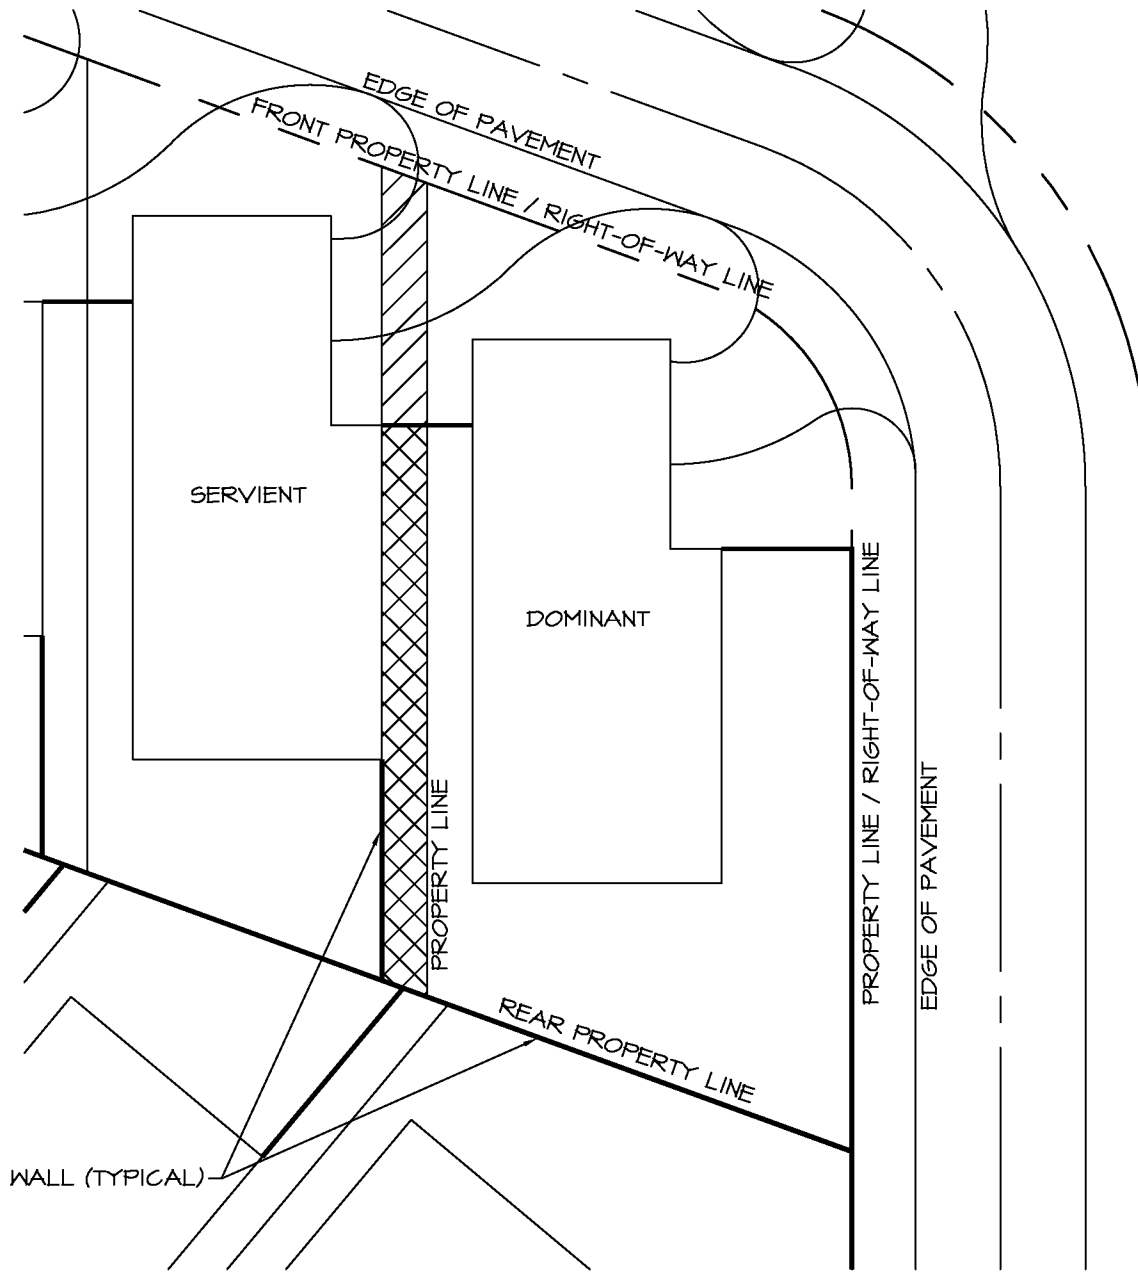 EDGE OF PAVEMENT
FRONT PROPERTY LINE / RIGHT-OF-WAY LINE
SERVIENT
DOMINANT
PROPERTY LINE / RIGHT-OF-WAY LINE
PROPERTY LINE
EDGE OF PAVEMENT
REAR PROPERTY LINE
WALL (TYPICAL)